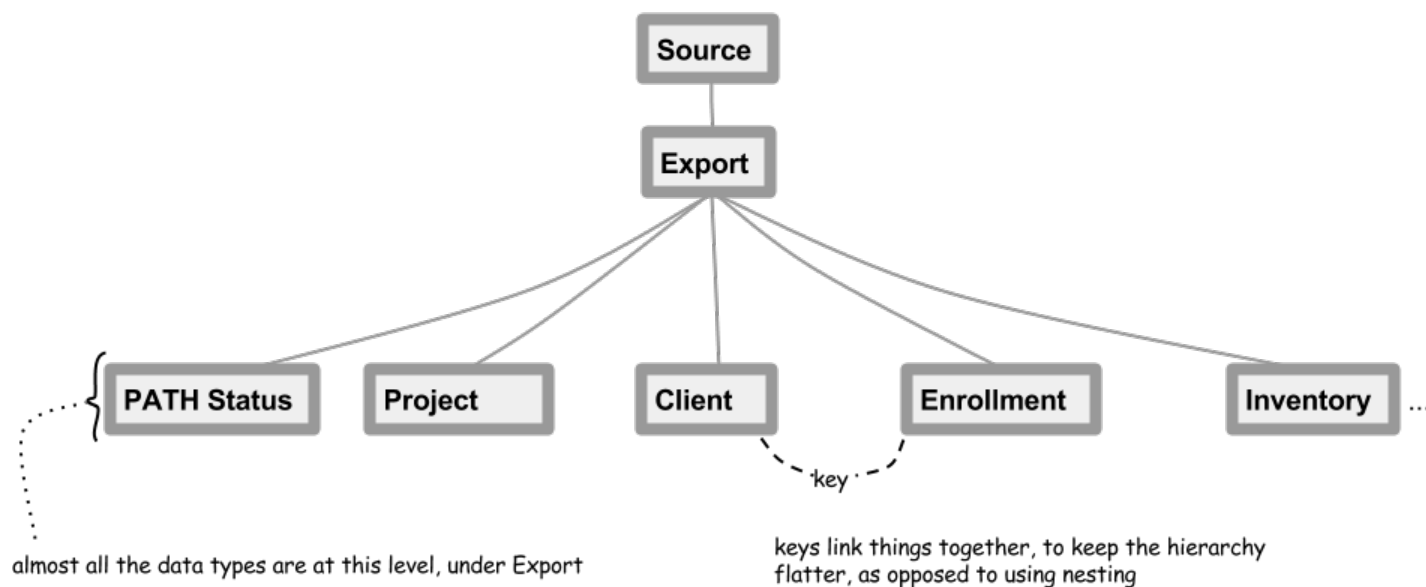 Source
Export
PATH Status
Project
Client
Enrollment
Inventory
...
key
almost all the data types are at this level, under Export
keys link things together, to keep the hierarchy
flatter, as opposed to using nesting